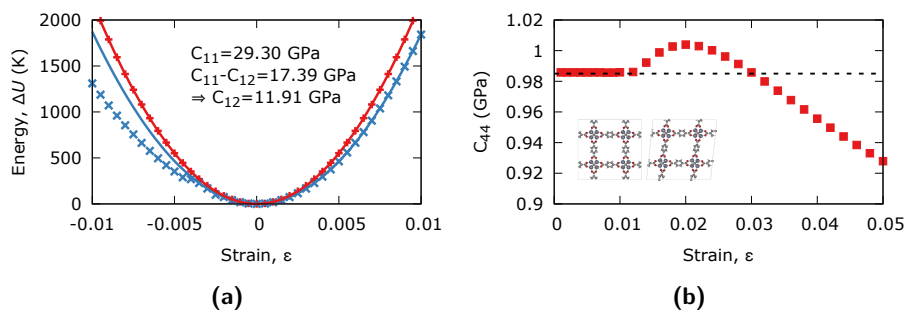 2000
1500
1000
500
0
-0.01
-0.005
0
0.005
0.01
Energy, ΔU (K)
Strain, ε
C11=29.30 GPa
C11-C12=17.39 GPa
⇒ C12=11.91 GPa
(a)
1.02
1
0.98
0.96
0.94
0.92
0.9
0
0.01
0.02
0.03
0.04
0.05
C44 (GPa)
Strain, ε
(b)